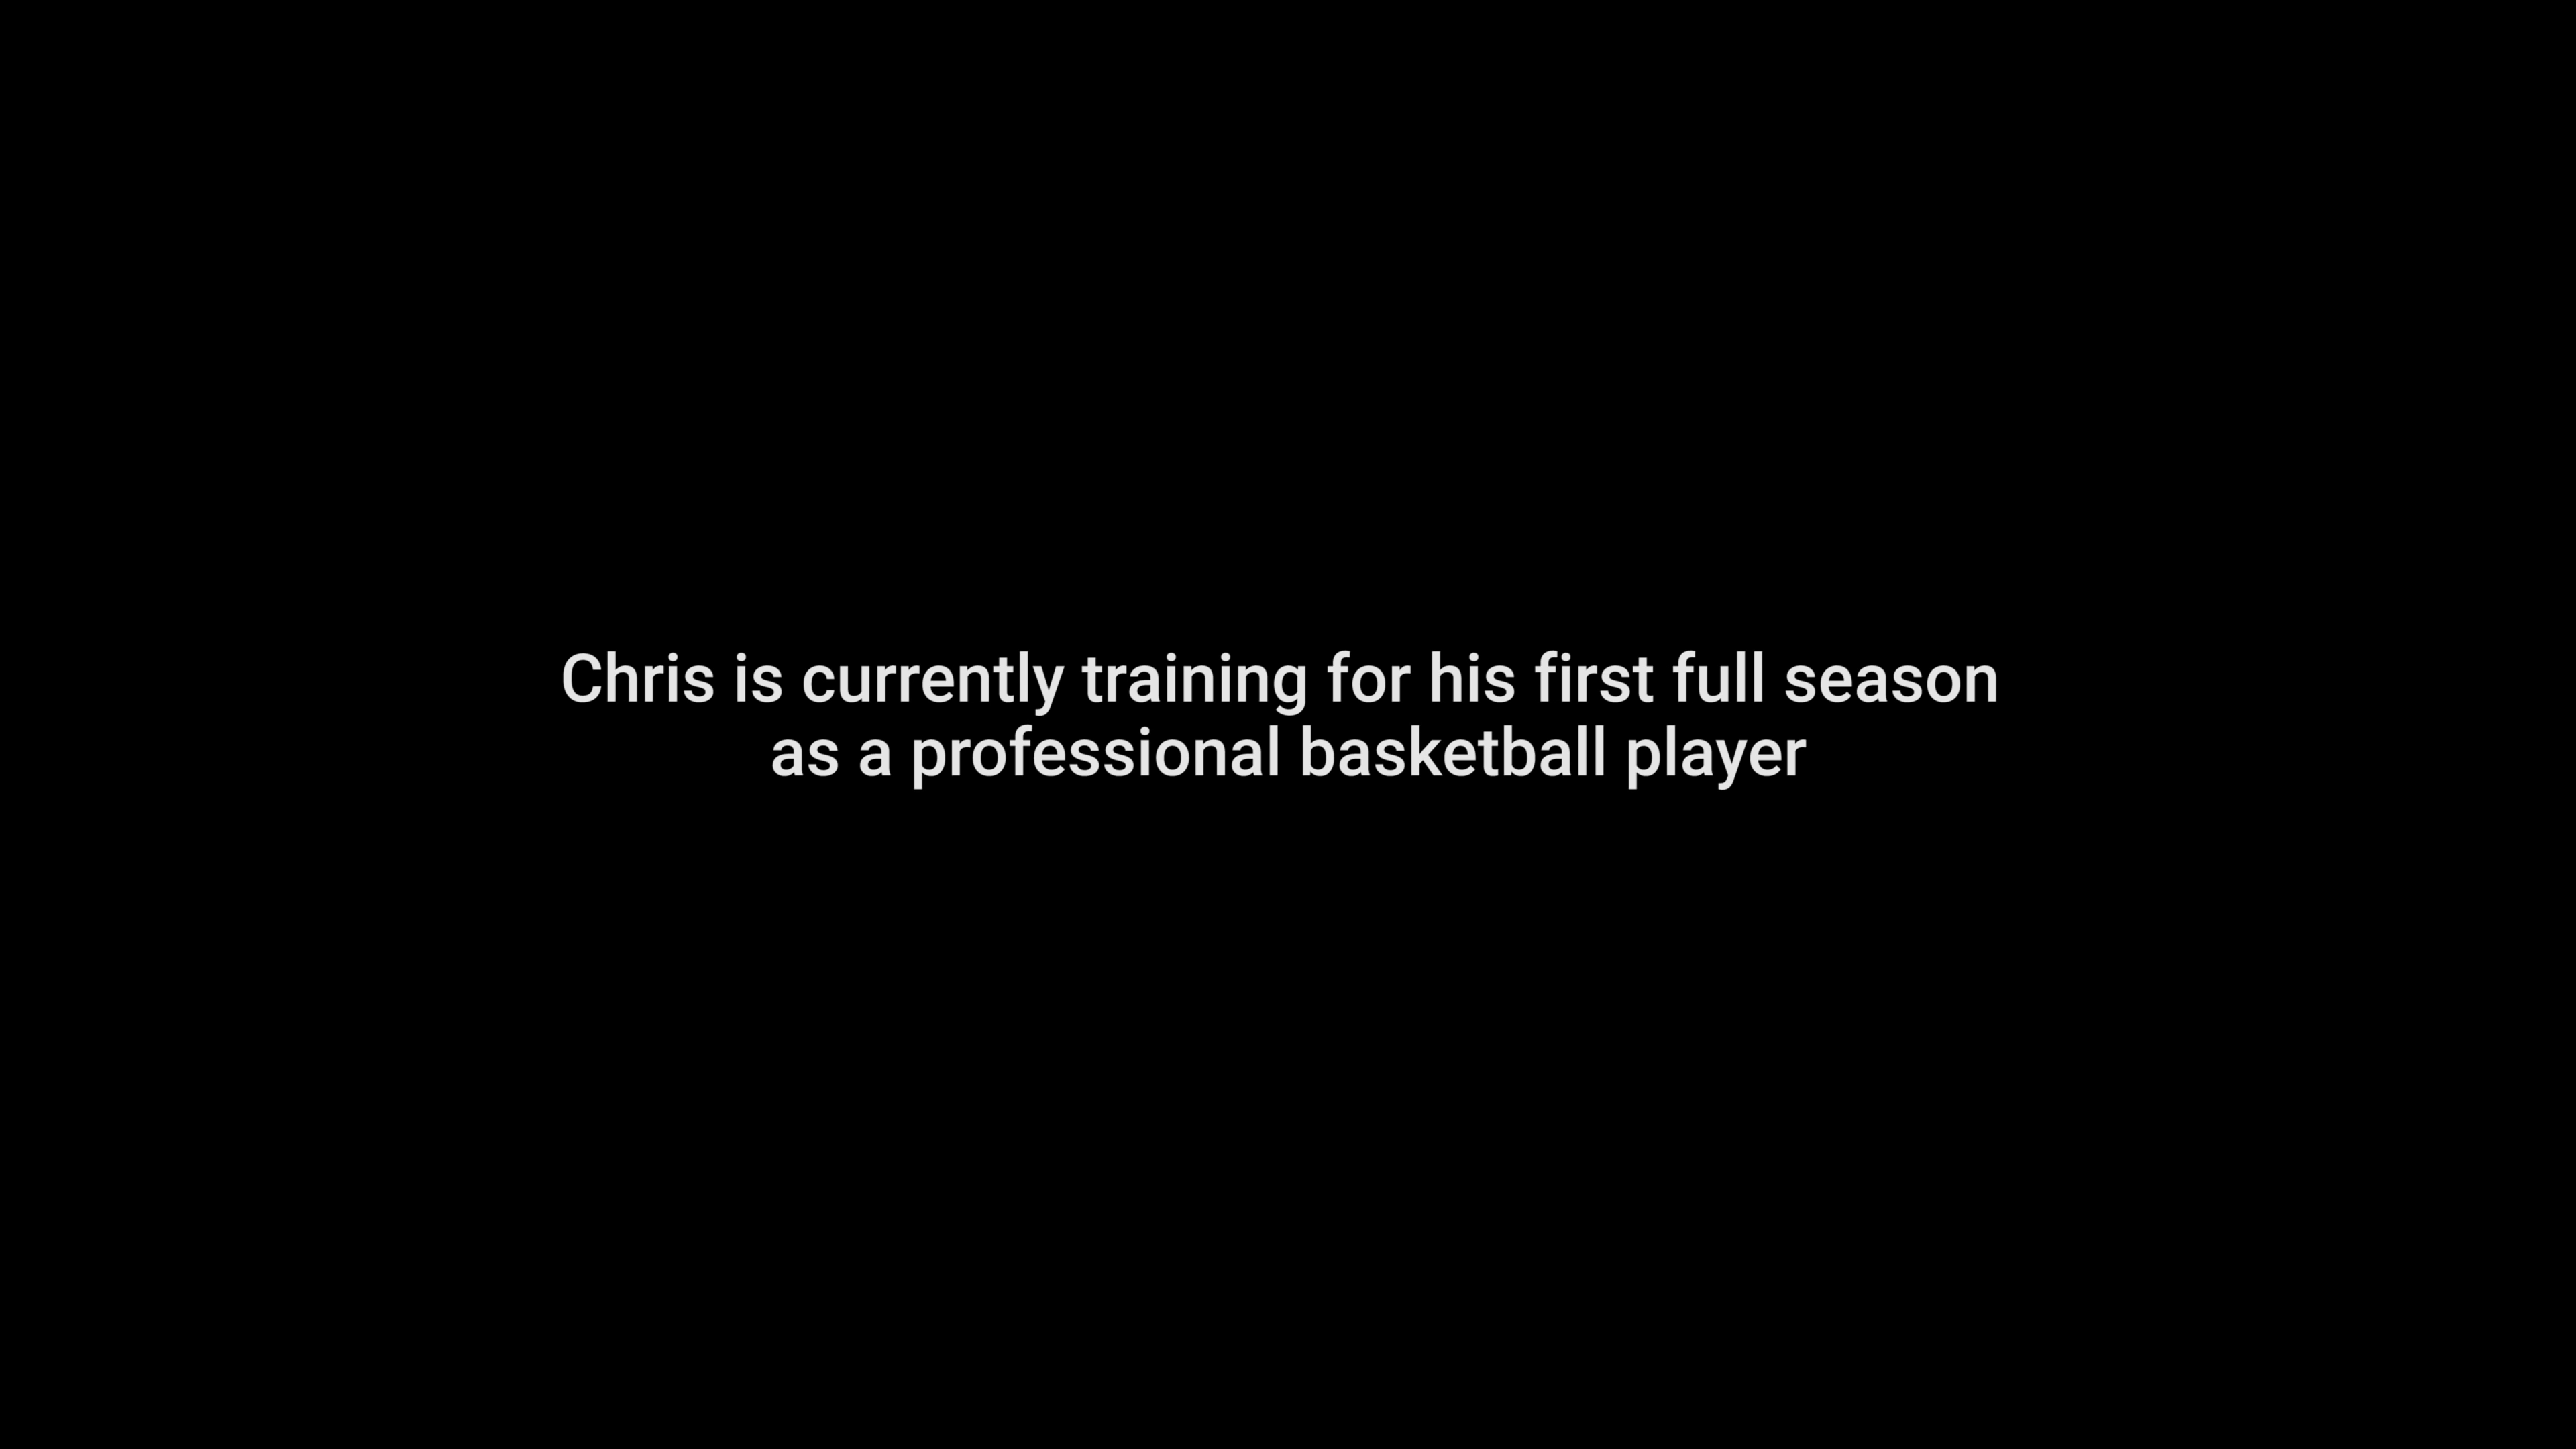 Chris is currently training for his first full season
as a professional basketball player